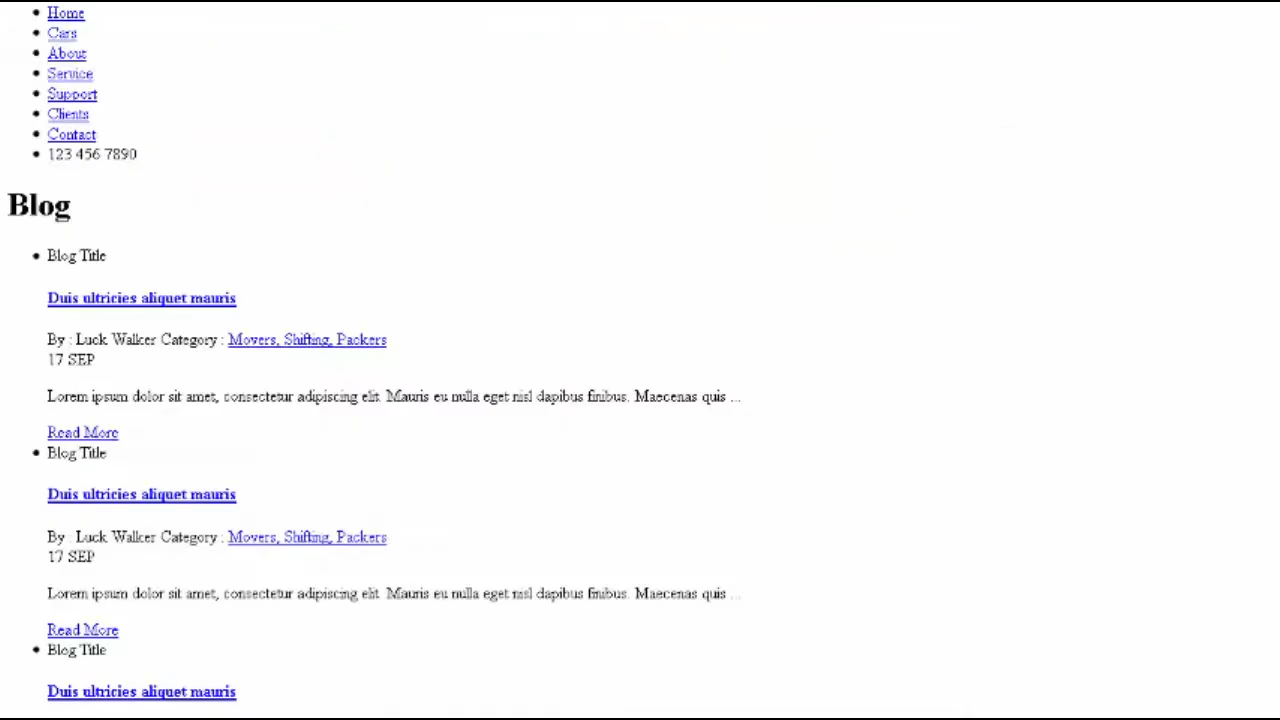 Home
Cars
About
Service
Support
Clients
Contact
123 456 7890
Blog
Blog Title
Duis ultricies aliquet mauris
By : Luck Walker Category : Movers, Shifting, Packers
17 SEP
Lorem ipsum dolor sit amet, consectetur adipiscing elit. Mauris eu nulla eget nisl dapibus finibus. Maecenas quis ...
Read More
Blog Title
Duis ultricies aliquet mauris
By : Luck Walker Category : Movers, Shifting, Packers
17 SEP
Lorem ipsum dolor sit amet, consectetur adipiscing elit. Mauris eu nulla eget nisl dapibus finibus. Maecenas quis ...
Read More
Blog Title
Duis ultricies aliquet mauris